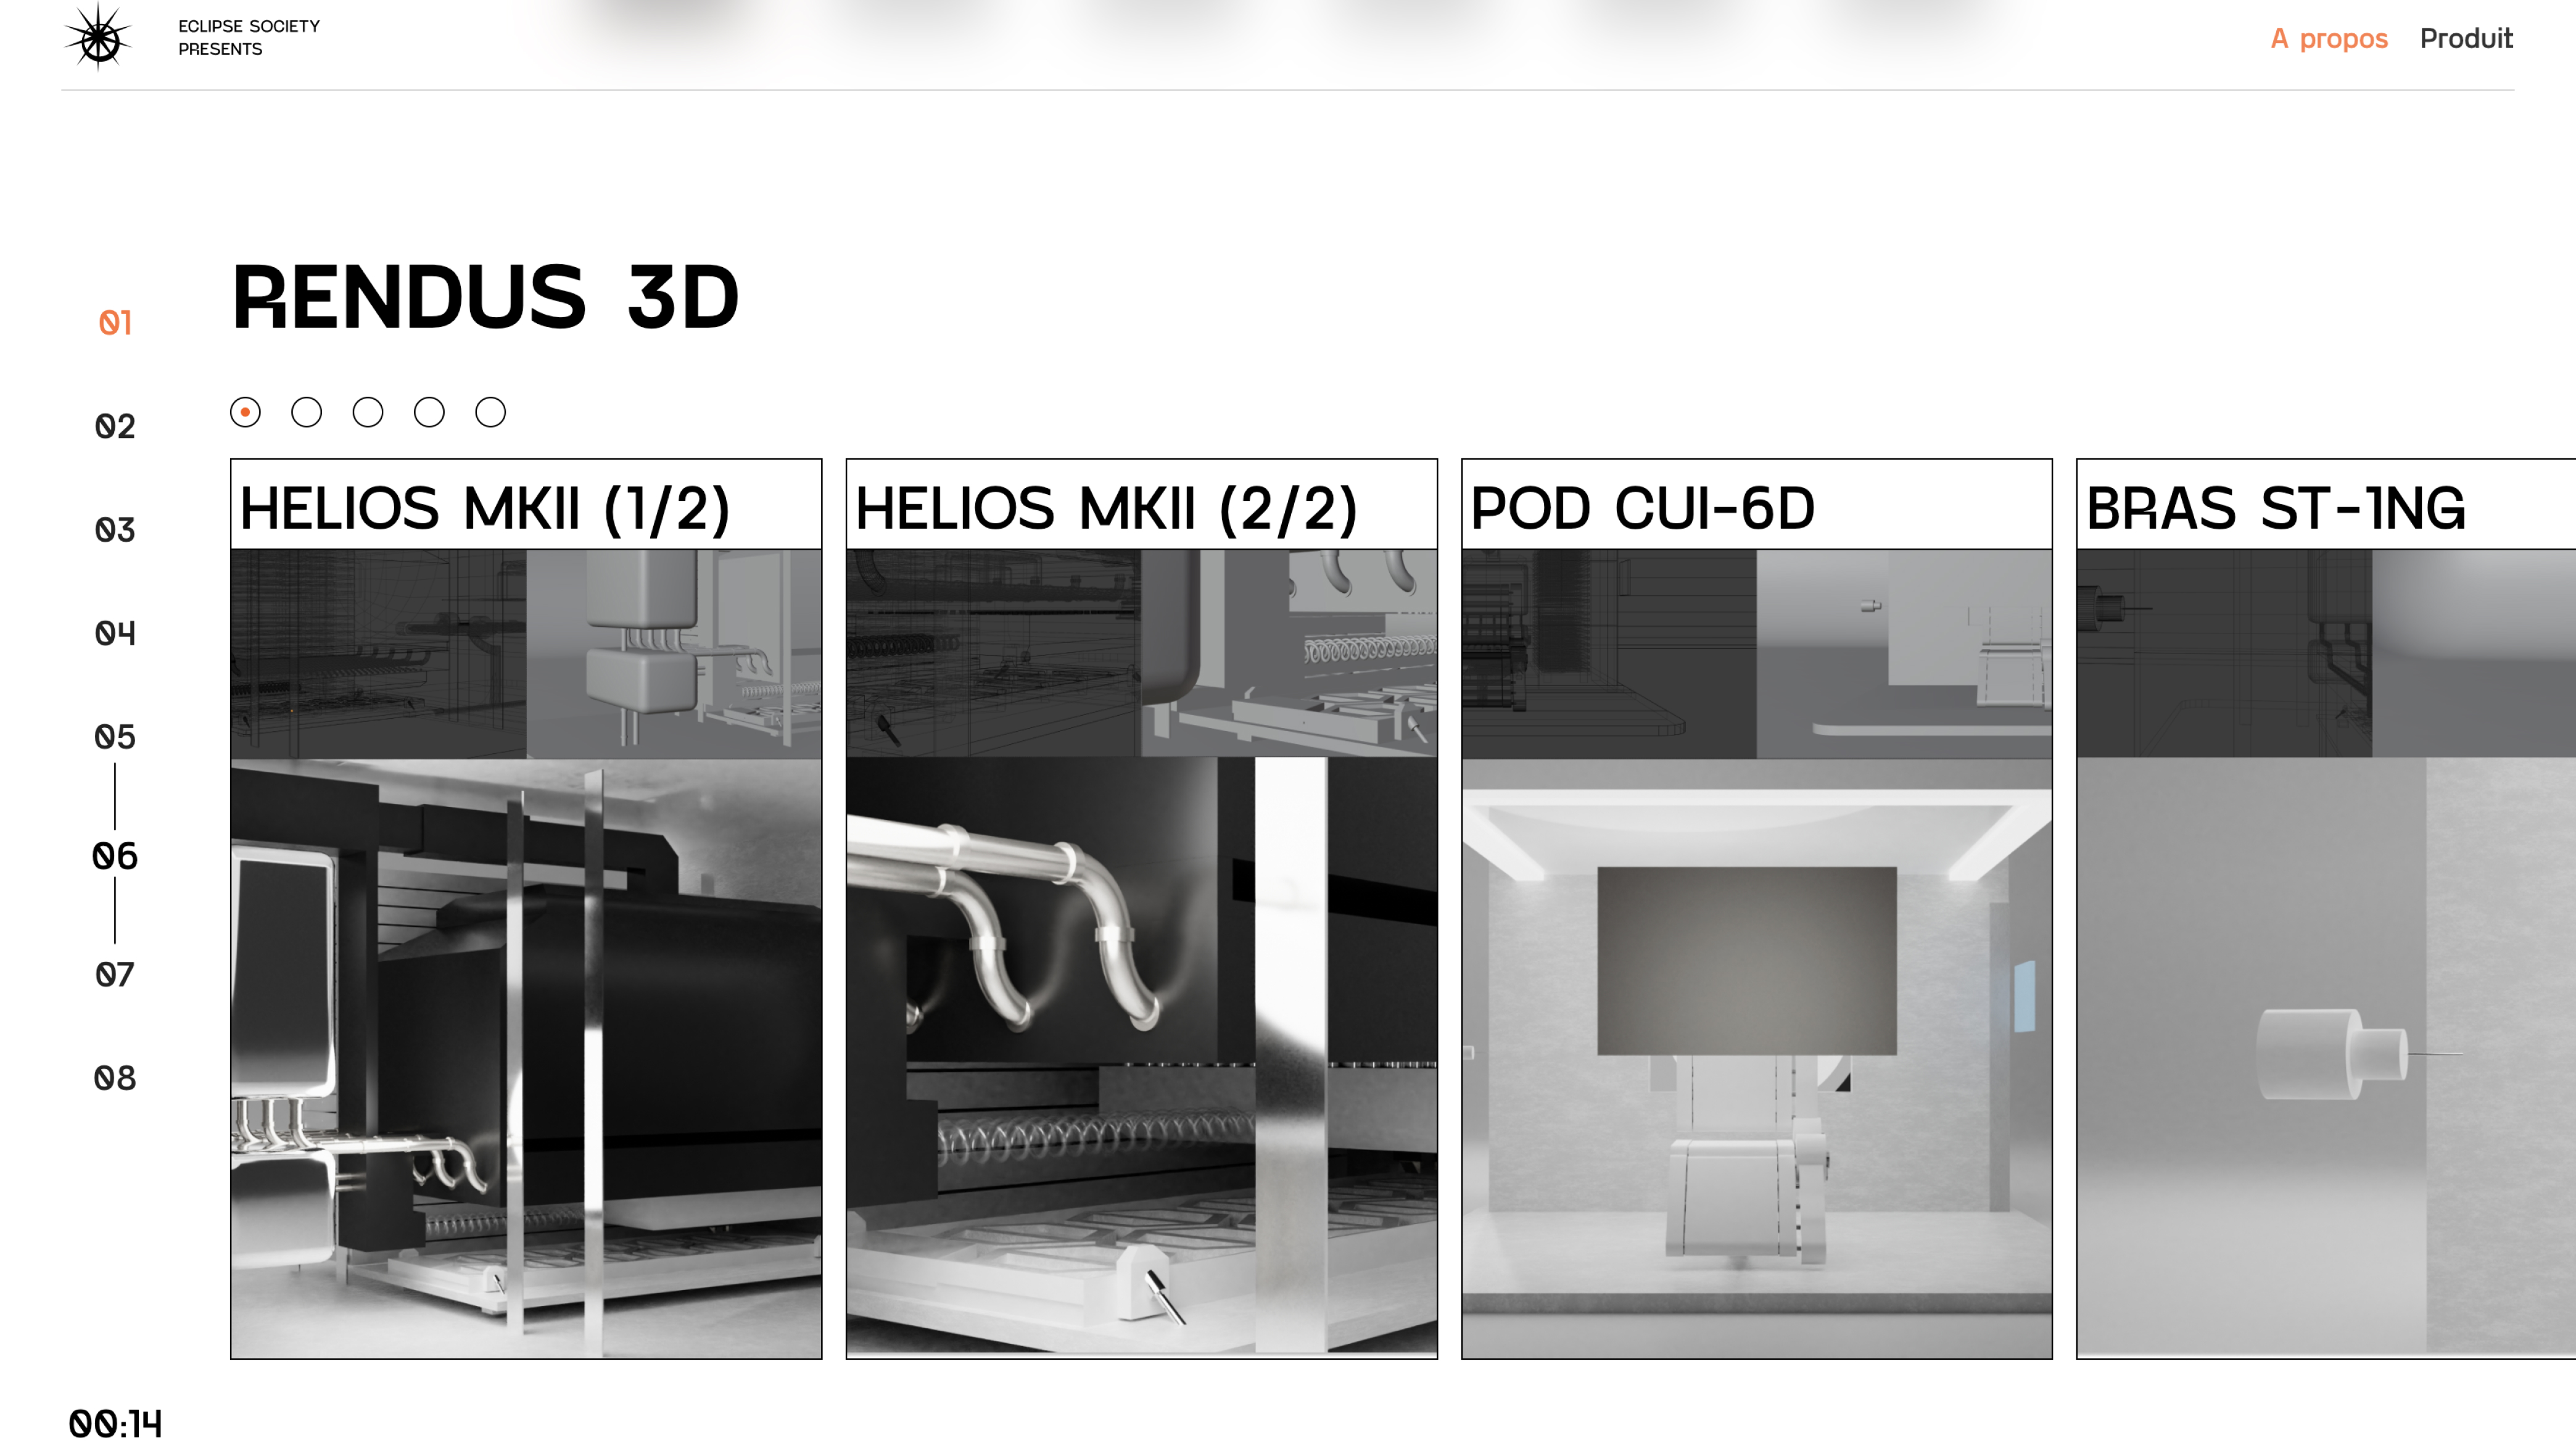 ECLIPSE SOCIETY
PRESENTS
A propos
Produit
RENDUS 3D
01
02
03
04
05
06
07
08
HELIOS MKII (1/2)
HELIOS MKII (2/2)
POD CUI-6D
BRAS ST-1NG
00:14